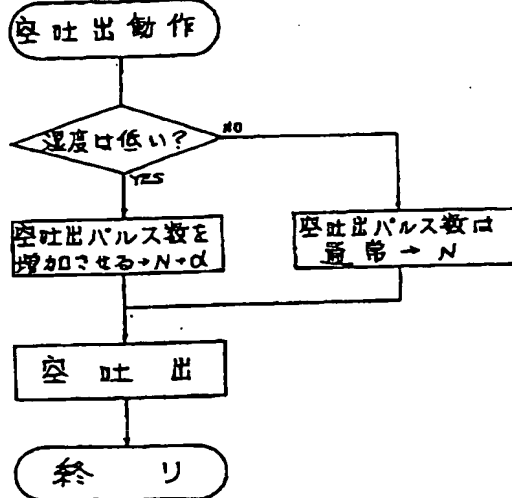 空吐出動作
湿度は低い?
NO
YES
空吐出パルス数を
増加させる→N+α
空吐出パルス数は
通常→N
空吐出
終り